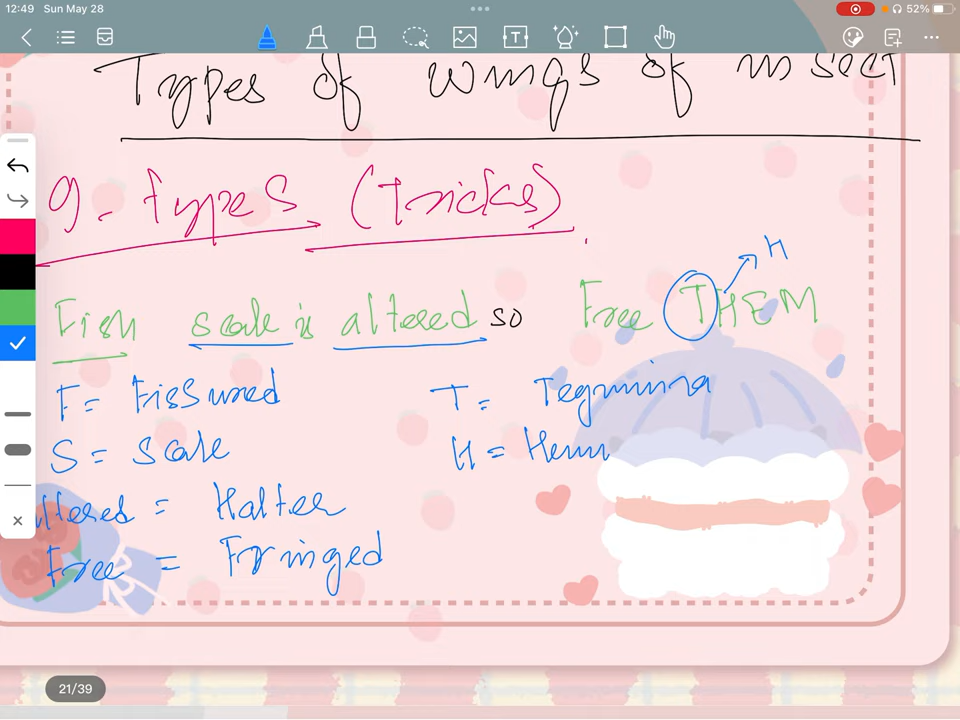 12:49 Sun May 28
52%
Types of wings of insect
9. types (Tricks)
H
Fish scale is altered so Free THEM
F = Fissured
T = Tegmina
S = Scale
H = Hem
altered = Halter
Free = Fringed
21/39